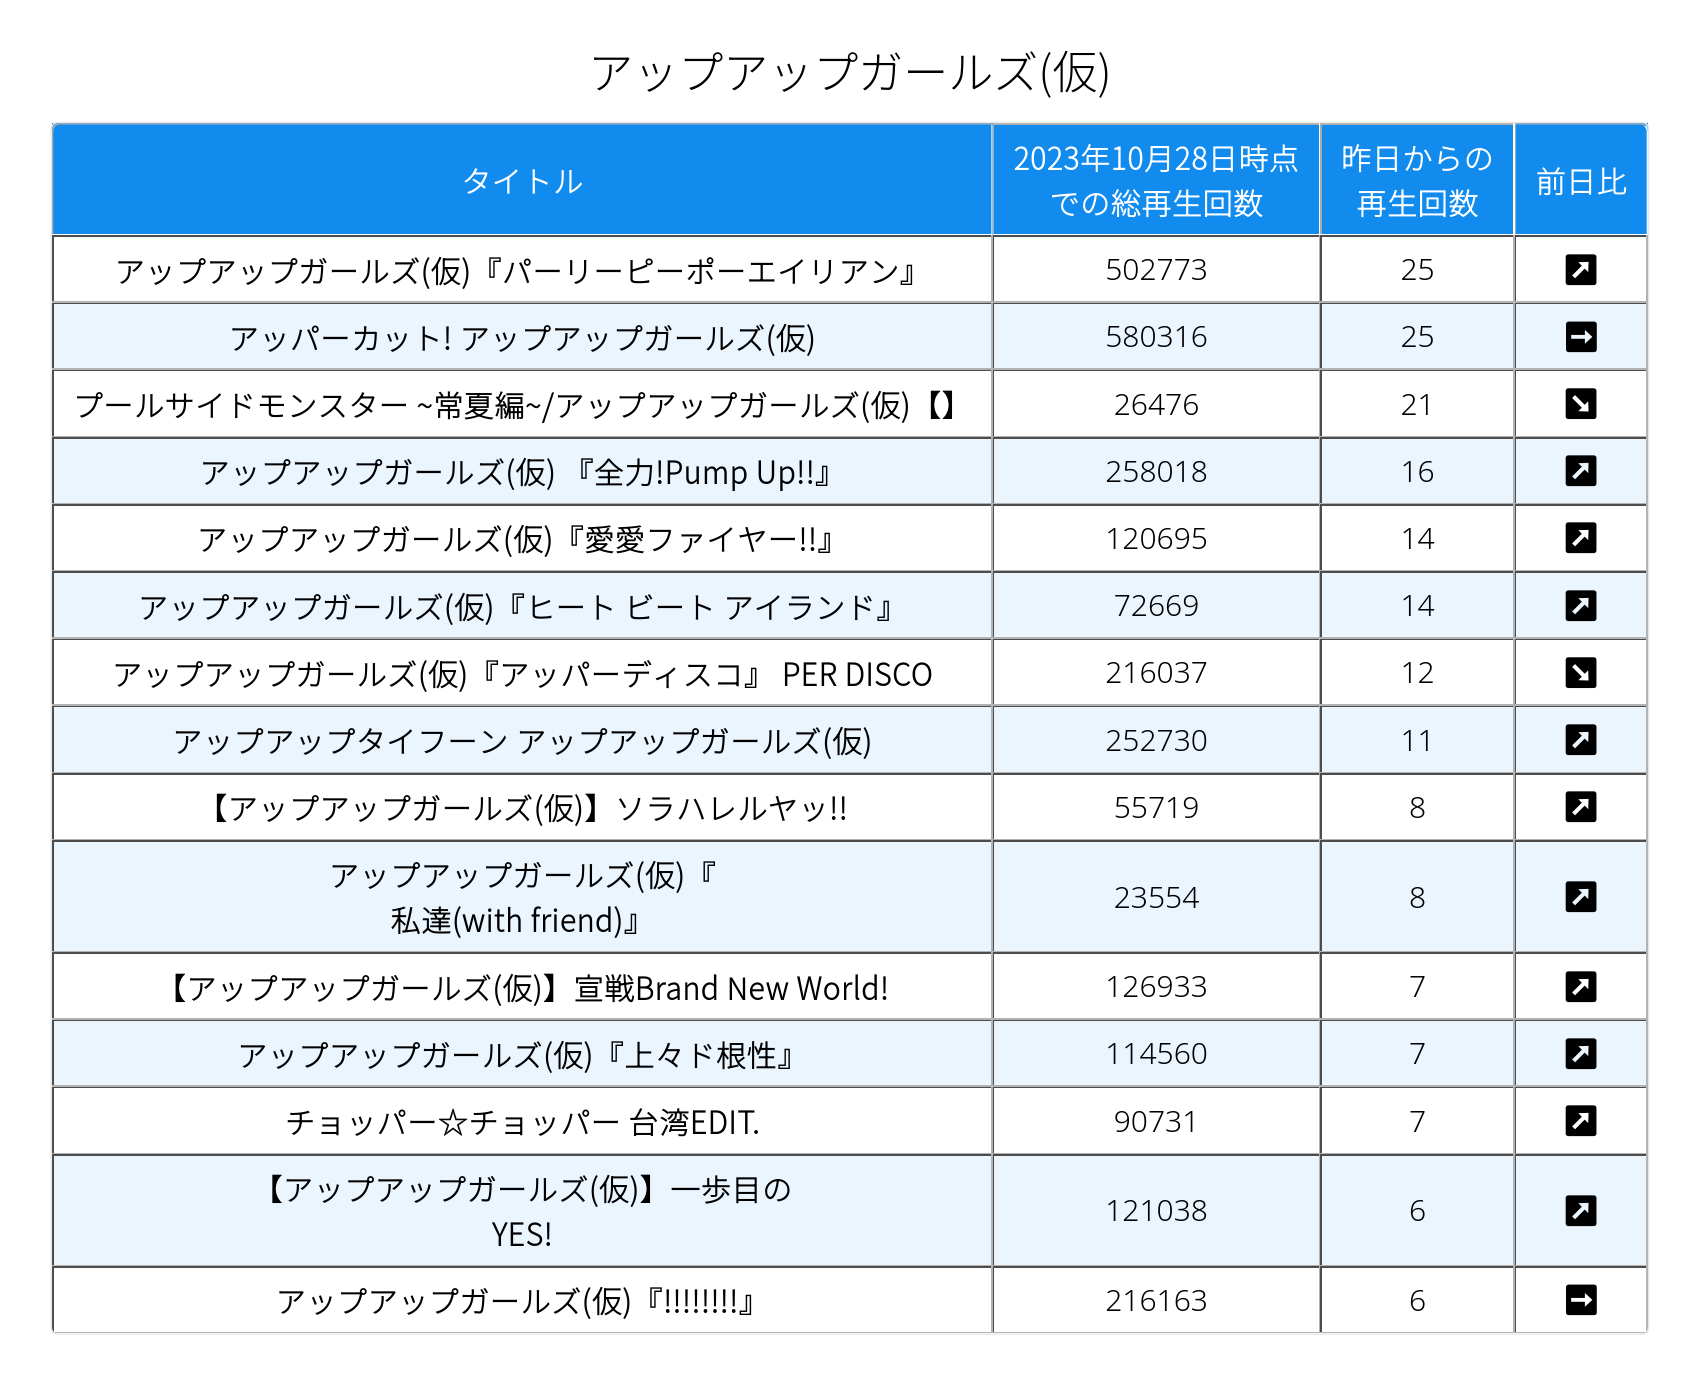 アップアップガールズ(仮)
タイトル
2023年10月28日時点
での総再生回数
昨日からの
再生回数
前日比
アップアップガールズ(仮)『パーリーピーポーエイリアン』 502773 25 ↗
アッパーカット! アップアップガールズ(仮) 580316 25 →
プールサイドモンスター ~常夏編~/アップアップガールズ(仮)【】 26476 21 ↘
アップアップガールズ(仮) 『全力!Pump Up!!』 258018 16 ↗
アップアップガールズ(仮)『愛愛ファイヤー!!』 120695 14 ↗
アップアップガールズ(仮)『ヒート ビート アイランド』 72669 14 ↗
アップアップガールズ(仮)『アッパーディスコ』 PER DISCO 216037 12 ↘
アップアップタイフーン アップアップガールズ(仮) 252730 11 ↗
【アップアップガールズ(仮)】ソラハレルヤッ!! 55719 8 ↗
アップアップガールズ(仮)『
私達(with friend)』 23554 8 ↗
【アップアップガールズ(仮)】宣戦Brand New World! 126933 7 ↗
アップアップガールズ(仮)『上々ド根性』 114560 7 ↗
チョッパー☆チョッパー 台湾EDIT. 90731 7 ↗
【アップアップガールズ(仮)】一歩目の
YES! 121038 6 ↗
アップアップガールズ(仮)『!!!!!!!!』 216163 6 →